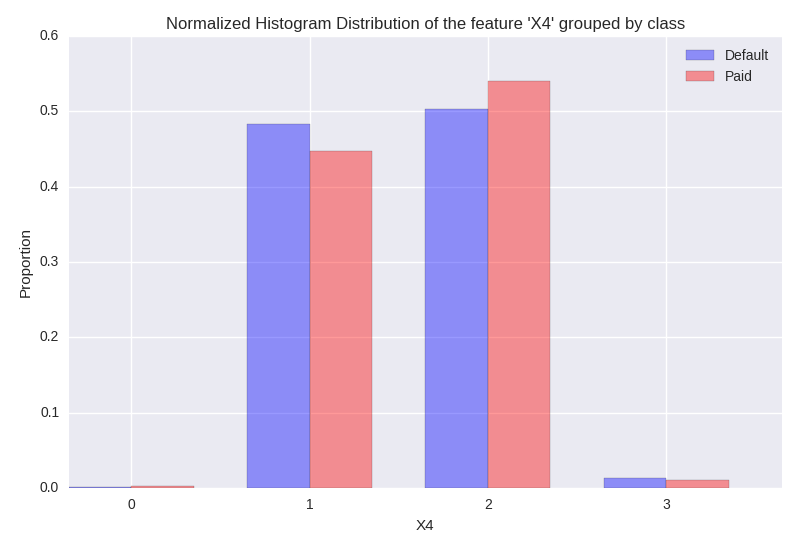 Normalized Histogram Distribution of the feature 'X4' grouped by class
Default
Paid
0.6
0.5
0.4
0.3
0.2
0.1
0.0
Proportion
0 1 2 3
X4